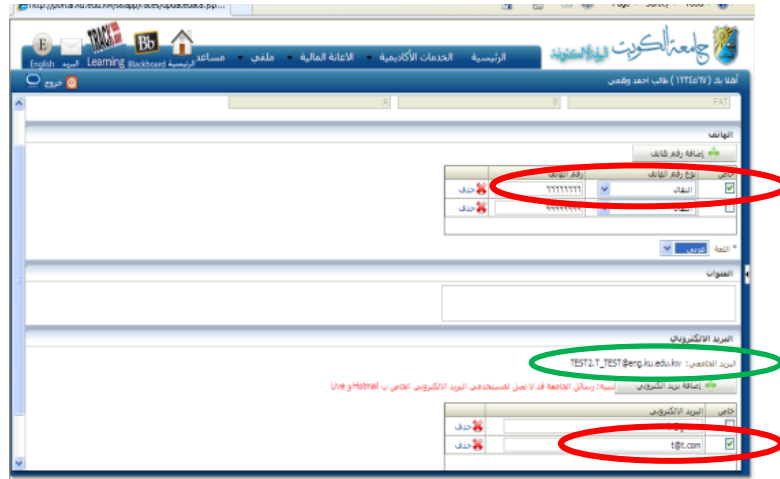 http://portal.ku.edu.kw/sisapp/faces/updatedata.jsp...
Page Safety Tools
جامعة الكويت
الرئيسية الخدمات الأكاديمية الاعانة المالية ملفي مساعد
English البريد Learning Blackboard الرئيسية
TRACK
E
Bb
أهلا بك (١١٢٤٥٦٧) طالب احمد وهمي
خروج
FAT B A
الهاتف
إضافة رقم هاتف
خاص نوع رقم الهاتف رقم الهاتف
النقال ٦٦٦٦٦٦٦٦ حذف
النقال ٩٩٩٩٩٩٩٩ حذف
* اللغة عربي
العنوان
البريد الالكتروني
البريد الجامعي: TEST2.T_TEST@eng.ku.edu.kw
إضافة بريد الكتروني
تنبيه: رسائل الجامعة قد لا تصل لمستخدمي البريد الالكتروني الخاص ب Hotmail و Live
خاص البريد الالكتروني
حذف
t@t.com حذف